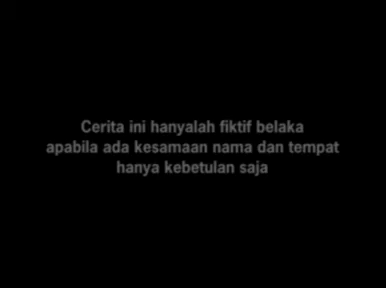 Cerita ini hanyalah fiktif belaka
apabila ada kesamaan nama dan tempat
hanya kebetulan saja